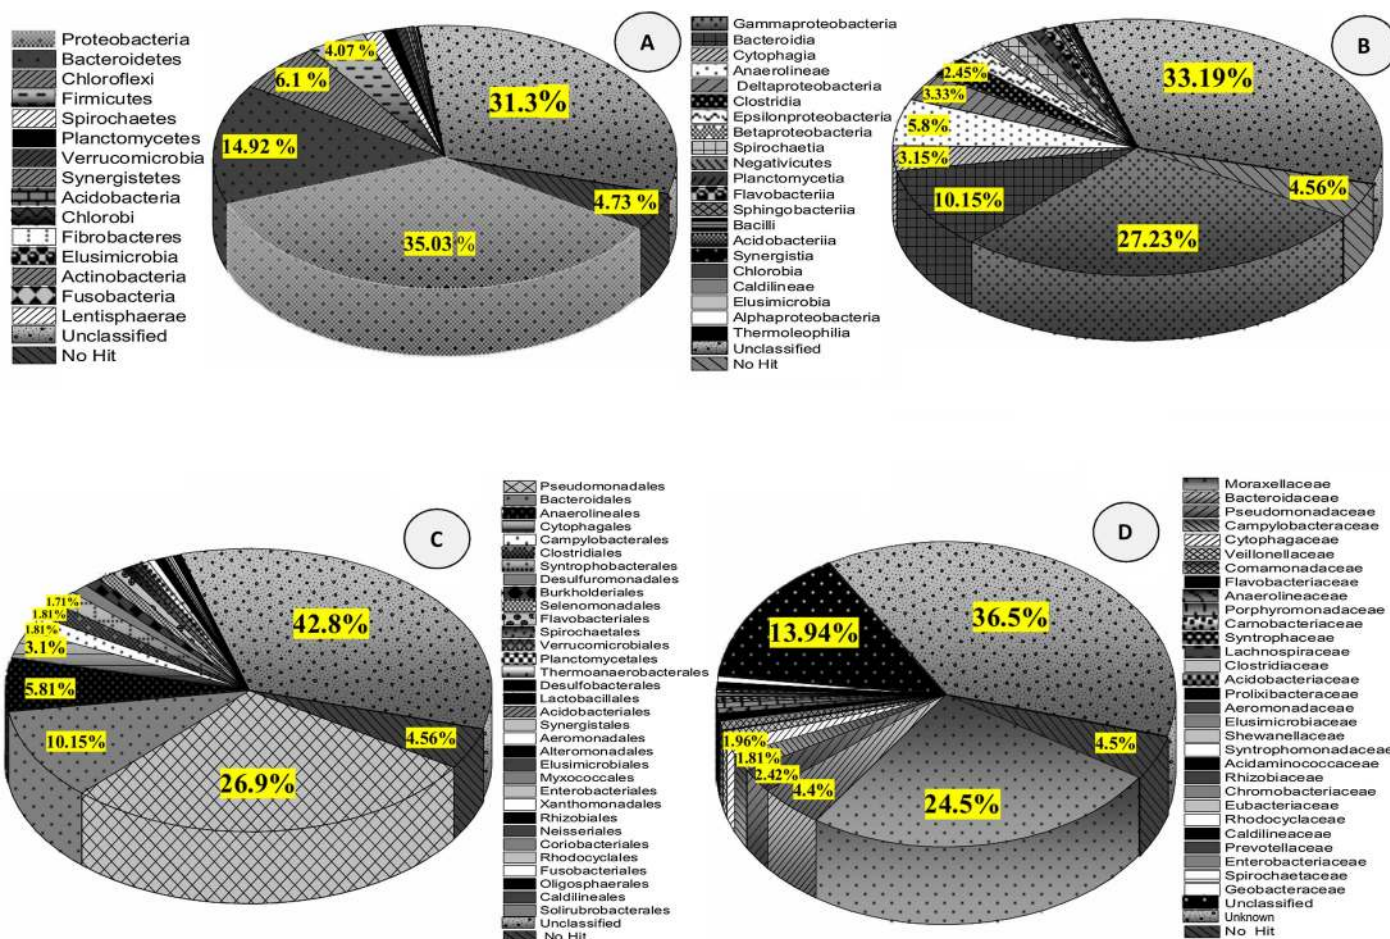 A
Proteobacteria
Bacteroidetes
Chloroflexi
Firmicutes
Spirochaetes
Planctomycetes
Verrucomicrobia
Synergistetes
Acidobacteria
Chlorobi
Fibrobacteres
Elusimicrobia
Actinobacteria
Fusobacteria
Lentisphaerae
Unclassified
No Hit
4.07 %
6.1 %
31.3%
14.92 %
4.73 %
35.03 %
B
Gammaproteobacteria
Bacteroidia
Cytophagia
Anaerolineae
Deltaproteobacteria
Clostridia
Epsilonproteobacteria
Betaproteobacteria
Spirochaetia
Negativicutes
Planctomycetia
Flavobacteriia
Sphingobacteriia
Bacilli
Acidobacteriia
Synergistia
Chlorobia
Caldilineae
Elusimicrobia
Alphaproteobacteria
Thermoleophilia
Unclassified
No Hit
2.45%
33.19%
3.33%
5.8%
3.15%
4.56%
10.15%
27.23%
C
Pseudomonadales
Bacteroidales
Anaerolineales
Cytophagales
Campylobacterales
Clostridiales
Syntrophobacterales
Desulfuromonadales
Burkholderiales
Selenomonadales
Flavobacteriales
Spirochaetales
Verrucomicrobiales
Planctomycetales
Thermoanaerobacterales
Desulfobacterales
Lactobacillales
Acidobacteriales
Synergistales
Aeromonadales
Alteromonadales
Elusimicrobiales
Myxococcales
Enterobacteriales
Xanthomonadales
Rhizobiales
Neisseriales
Coriobacteriales
Rhodocyclales
Fusobacteriales
Oligosphaerales
Caldilineales
Solirubrobacterales
Unclassified
No Hit
1.71%
1.81%
1.81%
42.8%
3.1%
5.81%
10.15%
4.56%
26.9%
D
Moraxellaceae
Bacteroidaceae
Pseudomonadaceae
Campylobacteraceae
Cytophagaceae
Veillonellaceae
Comamonadaceae
Flavobacteriaceae
Anaerolineaceae
Porphyromonadaceae
Carnobacteriaceae
Syntrophaceae
Lachnospiraceae
Clostridiaceae
Acidobacteriaceae
Prolixibacteraceae
Aeromonadaceae
Elusimicrobiaceae
Shewanellaceae
Syntrophomonadaceae
Acidaminococcaceae
Rhizobiaceae
Chromobacteriaceae
Eubacteriaceae
Rhodocyclaceae
Caldilineaceae
Prevotellaceae
Enterobacteriaceae
Spirochaetaceae
Geobacteraceae
Unclassified
Unknown
No Hit
36.5%
13.94%
1.96%
1.81%
2.42%
4.4%
4.5%
24.5%